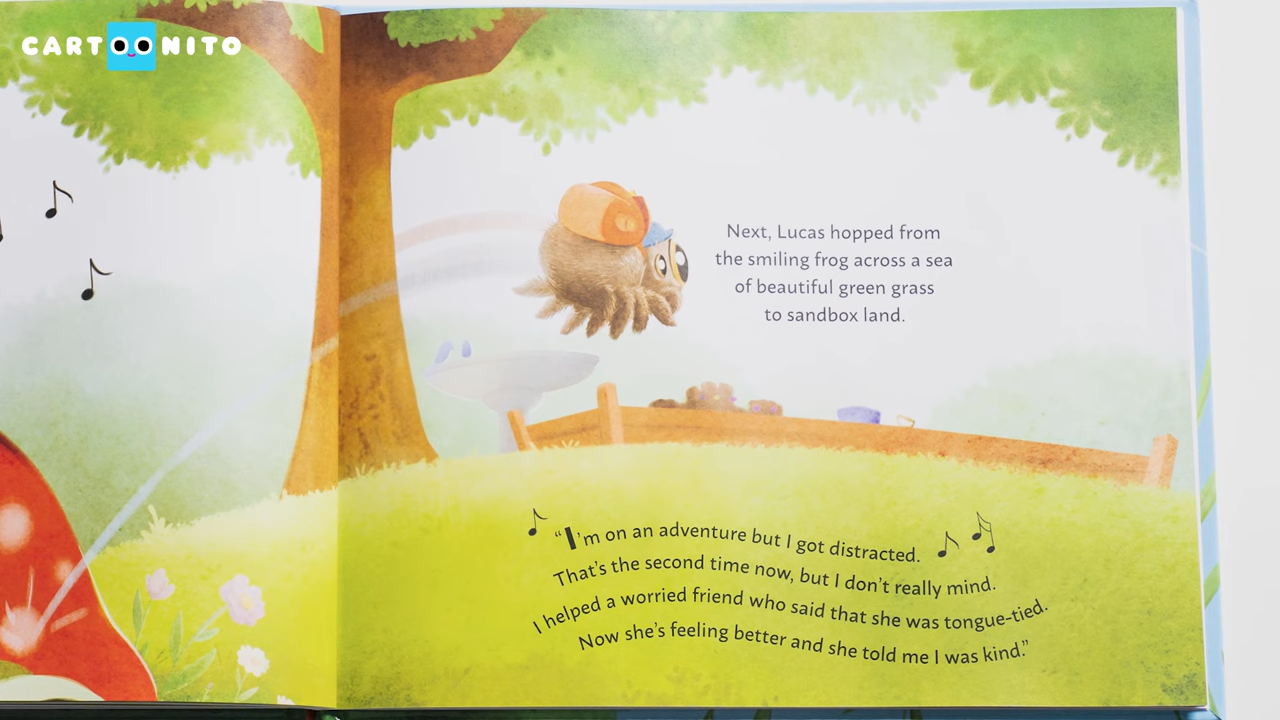 CARTOONITO
Next, Lucas hopped from
the smiling frog across a sea
of beautiful green grass
to sandbox land.
“I’m on an adventure but I got distracted.
That’s the second time now, but I don’t really mind.
I helped a worried friend who said that she was tongue-tied.
Now she’s feeling better and she told me I was kind.”